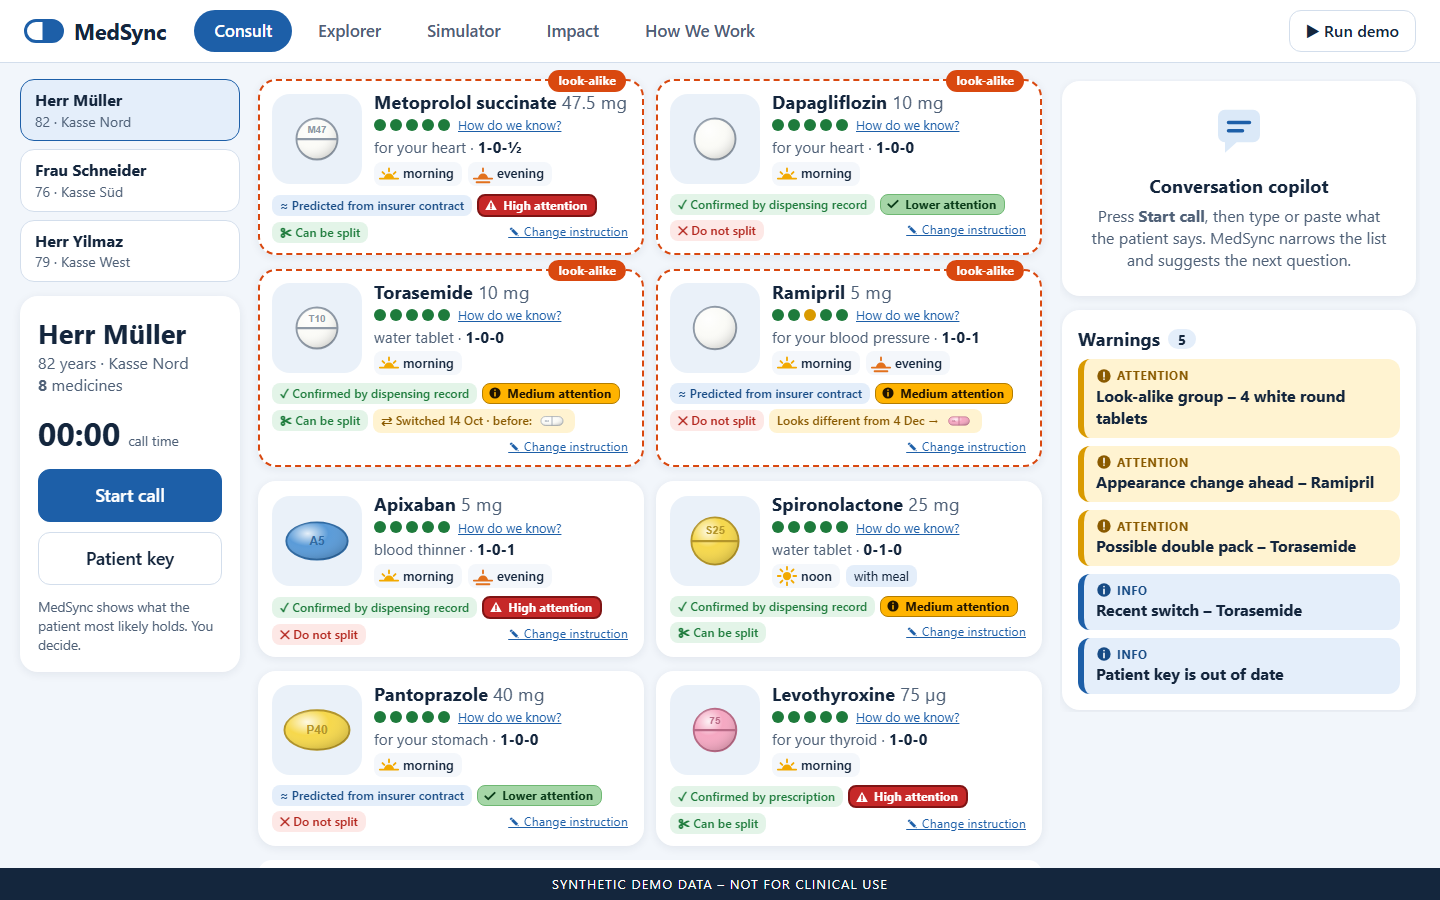 MedSync
Consult
Explorer
Simulator
Impact
How We Work
▶ Run demo
Herr Müller
82 · Kasse Nord
Frau Schneider
76 · Kasse Süd
Herr Yilmaz
79 · Kasse West
Herr Müller
82 years · Kasse Nord
8 medicines
00:00 call time
Start call
Patient key
MedSync shows what the
patient most likely holds. You
decide.
look-alike
M47
Metoprolol succinate 47.5 mg
How do we know?
for your heart · 1-0-½
morning
evening
≈ Predicted from insurer contract
High attention
Can be split
Change instruction
look-alike
Dapagliflozin 10 mg
How do we know?
for your heart · 1-0-0
morning
✓ Confirmed by dispensing record
Lower attention
Do not split
Change instruction
look-alike
T10
Torasemide 10 mg
How do we know?
water tablet · 1-0-0
morning
✓ Confirmed by dispensing record
Medium attention
Can be split
⇄ Switched 14 Oct · before:
Change instruction
look-alike
Ramipril 5 mg
How do we know?
for your blood pressure · 1-0-1
morning
evening
≈ Predicted from insurer contract
Medium attention
Do not split
Looks different from 4 Dec →
Change instruction
A5
Apixaban 5 mg
How do we know?
blood thinner · 1-0-1
morning
evening
✓ Confirmed by dispensing record
High attention
Do not split
Change instruction
S25
Spironolactone 25 mg
How do we know?
water tablet · 0-1-0
noon
with meal
✓ Confirmed by dispensing record
Medium attention
Can be split
Change instruction
P40
Pantoprazole 40 mg
How do we know?
for your stomach · 1-0-0
morning
≈ Predicted from insurer contract
Lower attention
Do not split
Change instruction
75
Levothyroxine 75 µg
How do we know?
for your thyroid · 1-0-0
morning
✓ Confirmed by prescription
High attention
Can be split
Change instruction
Conversation copilot
Press Start call, then type or paste what
the patient says. MedSync narrows the list
and suggests the next question.
Warnings 5
ATTENTION
Look-alike group – 4 white round
tablets
ATTENTION
Appearance change ahead – Ramipril
ATTENTION
Possible double pack – Torasemide
INFO
Recent switch – Torasemide
INFO
Patient key is out of date
SYNTHETIC DEMO DATA – NOT FOR CLINICAL USE